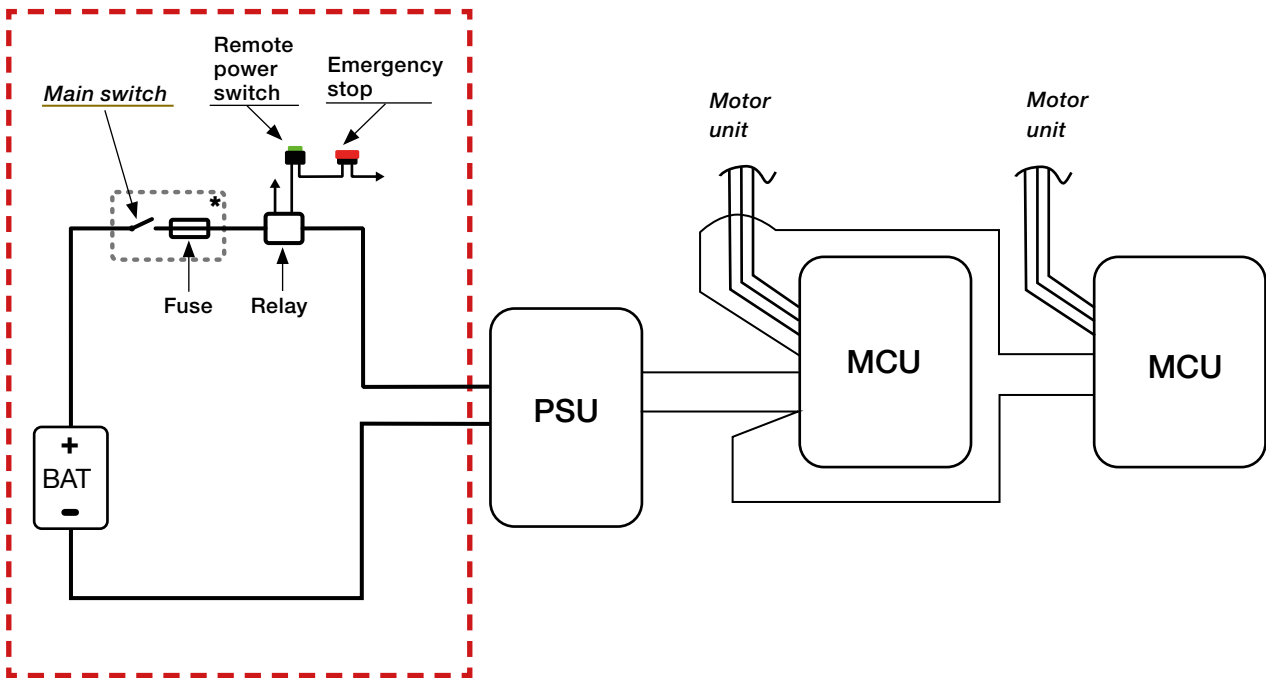 Remote
power
switch
Emergency
stop
Main switch
*
Fuse
Relay
+
BAT
-
PSU
Motor
unit
MCU
Motor
unit
MCU